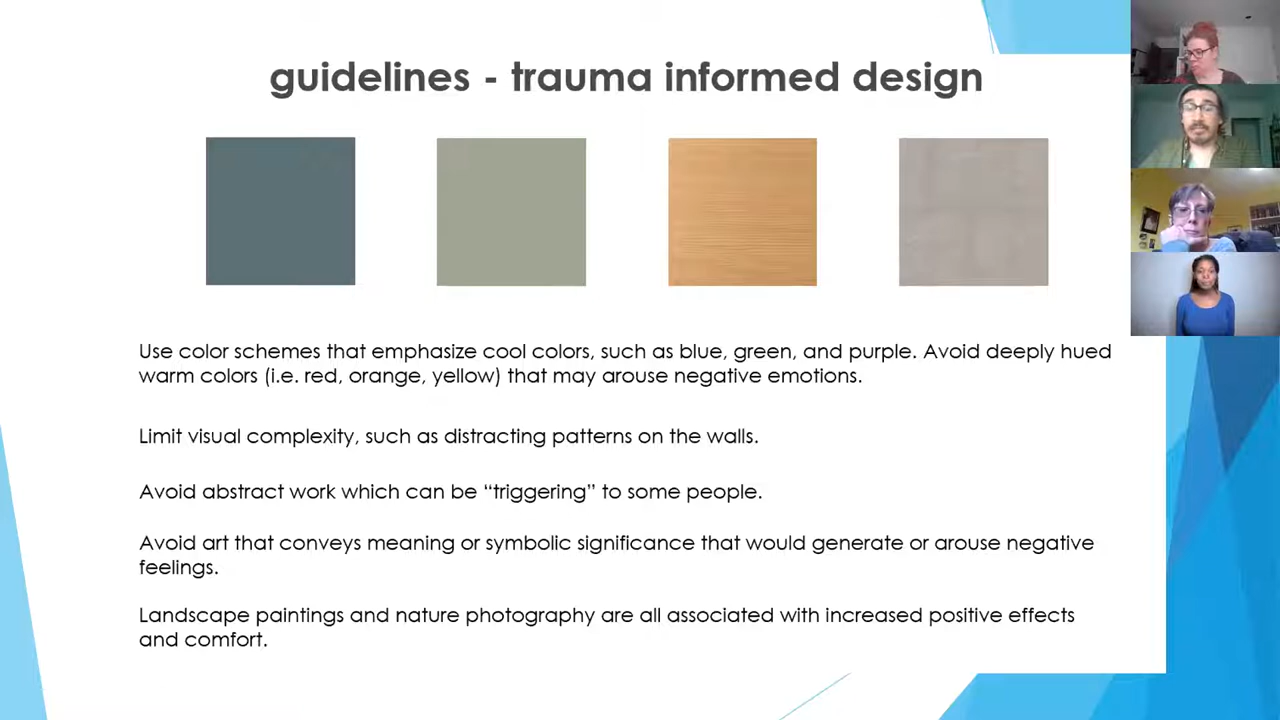 guidelines - trauma informed design
Use color schemes that emphasize cool colors, such as blue, green, and purple. Avoid deeply hued
warm colors (i.e. red, orange, yellow) that may arouse negative emotions.
Limit visual complexity, such as distracting patterns on the walls.
Avoid abstract work which can be “triggering” to some people.
Avoid art that conveys meaning or symbolic significance that would generate or arouse negative
feelings.
Landscape paintings and nature photography are all associated with increased positive effects
and comfort.